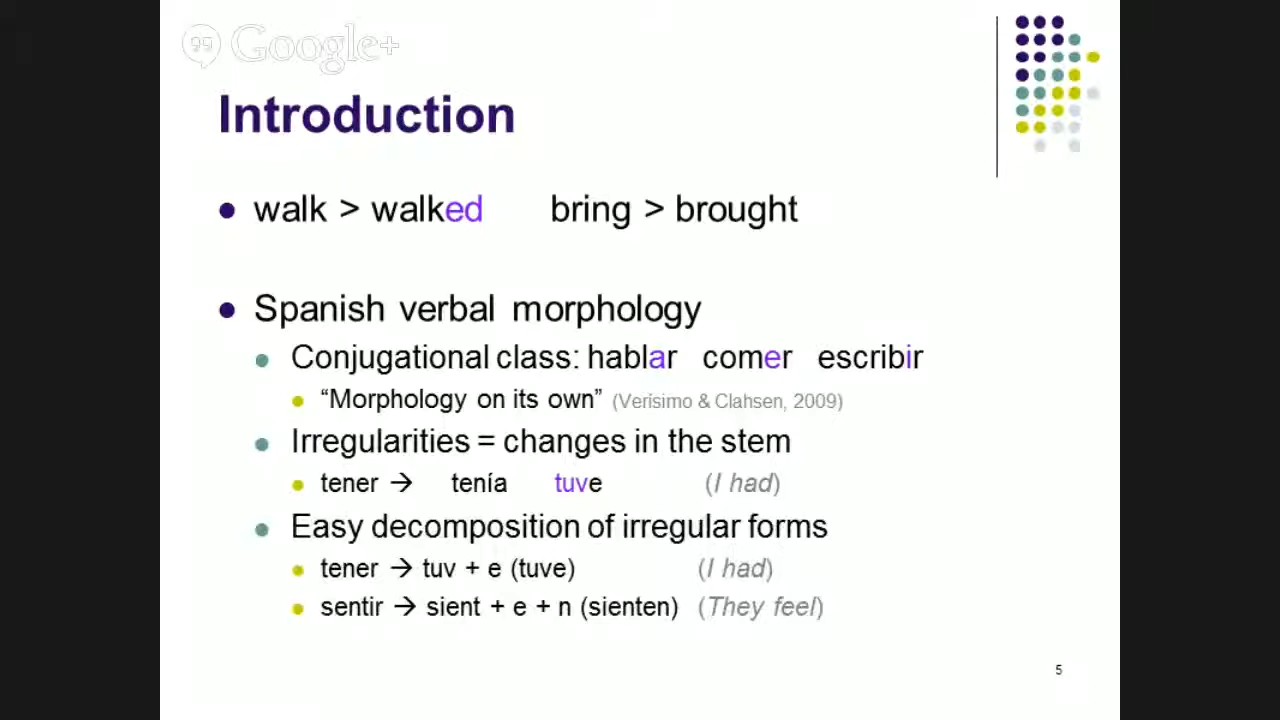 Google+
Introduction
walk > walked bring > brought
Spanish verbal morphology
Conjugational class: hablar comer escribir
“Morphology on its own” (Verísimo & Clahsen, 2009)
Irregularities = changes in the stem
tener → tenía tuve (I had)
Easy decomposition of irregular forms
tener → tuv + e (tuve) (I had)
sentir → sient + e + n (sienten) (They feel)
5